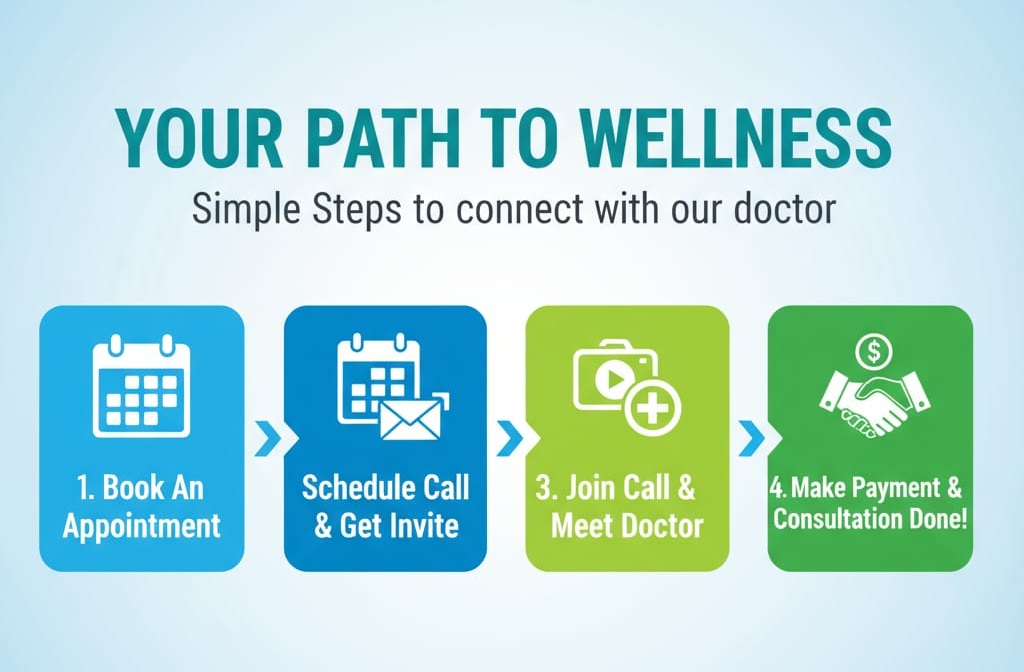 YOUR PATH TO WELLNESS
Simple Steps to connect with our doctor
1. Book An
Appointment
Schedule Call
& Get Invite
3. Join Call &
Meet Doctor
4. Make Payment &
Consultation Done!
$